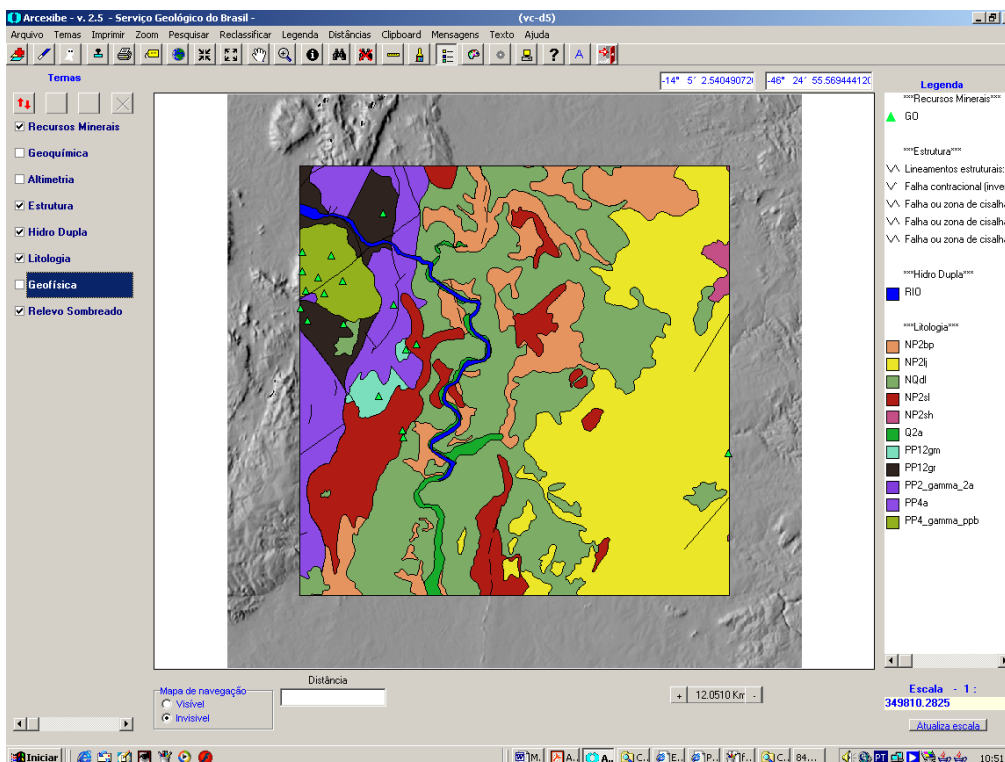 Arcexibe - v. 2.5 - Serviço Geológico do Brasil - (vc-d5)
Arquivo Temas Imprimir Zoom Pesquisar Reclassificar Legenda Distâncias Clipboard Mensagens Texto Ajuda
Temas
Recursos Minerais
Geoquímica
Altimetria
Estrutura
Hidro Dupla
Litologia
Geofísica
Relevo Sombreado
-14° 5´ 2.540490720
-46° 24´ 55.569444120
Legenda
***Recursos Minerais***
GO
***Estrutura***
Lineamentos estruturais:
Falha contracional (inve
Falha ou zona de cisalh
Falha ou zona de cisalh
Falha ou zona de cisalh
***Hidro Dupla***
RIO
***Litologia***
NP2bp
NP2lj
NQdl
NP2sl
NP2sh
Q2a
PP12gm
PP12gr
PP2_gamma_2a
PP4a
PP4_gamma_ppb
Mapa de navegação
Visível
Invisível
Distância
+ 12.0510 Km -
Escala - 1 :
349810.2825
Atualiza escala
Iniciar M. A. A.. C.. E.. P.. f.. C.. 84... PT 10:51